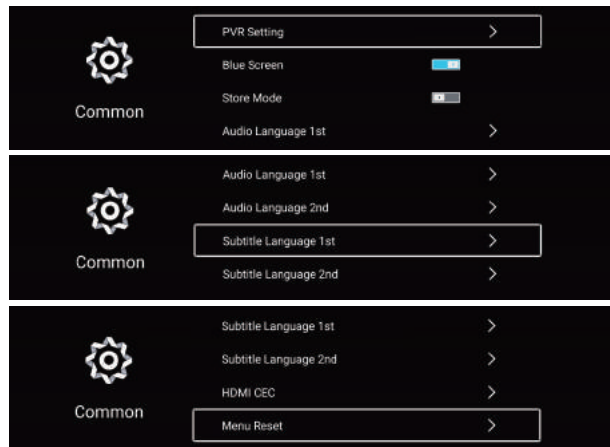 PVR Setting
Blue Screen
Store Mode
Audio Language 1st
Common
Audio Language 1st
Audio Language 2nd
Subtitle Language 1st
Subtitle Language 2nd
Common
Subtitle Language 1st
Subtitle Language 2nd
HDMI CEC
Menu Reset
Common